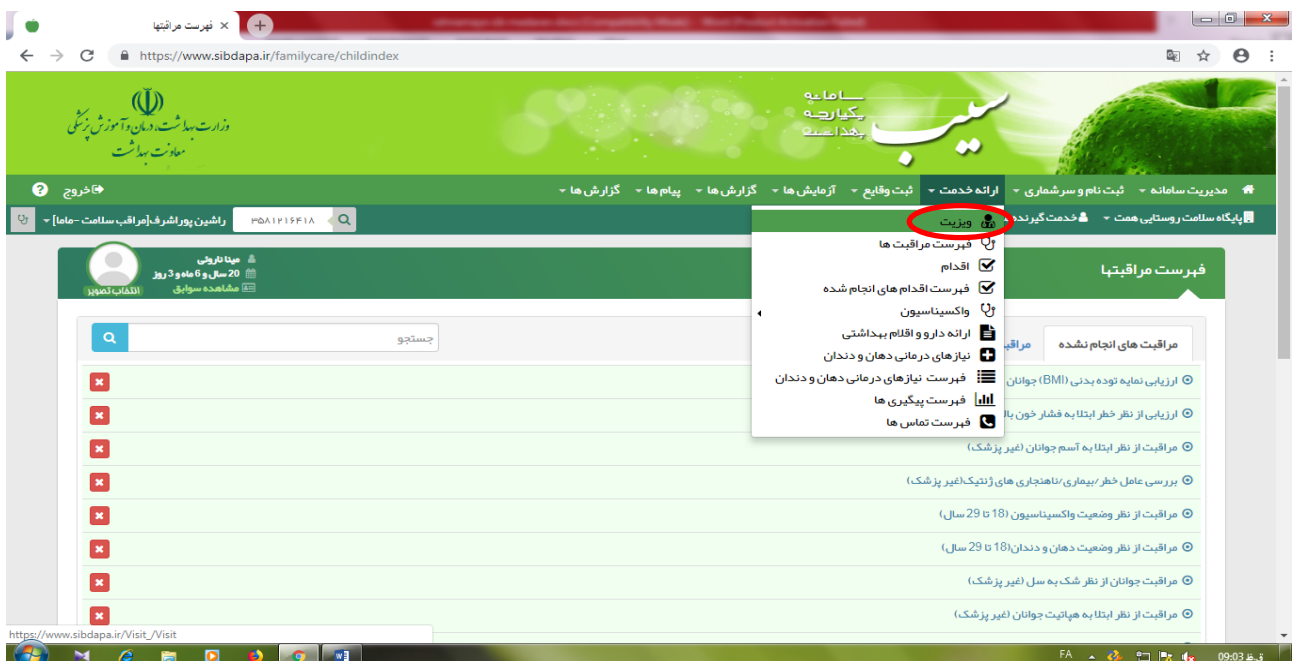 فهرست مراقبتها
https://www.sibdapa.ir/familycare/childindex
وزارت بهداشت، درمان و آموزش پزشکی
معاونت بهداشت
سامانه
یکپارچه
بهداشت
سیب
مدیریت سامانه
ثبت نام و سرشماری
ارائه خدمت
ثبت وقایع
آزمایش ها
گزارش ها
پیام ها
گزارش ها
خروج
پایگاه سلامت روستایی همت
خدمت گیرنده
۳۵۸۱۲۱۶۴۱۸
راشین پوراشرف[مراقب سلامت -ماما]
ویزیت
فهرست مراقبت ها
اقدام
فهرست اقدام های انجام شده
واکسیناسیون
ارائه دارو و اقلام بهداشتی
نیازهای درمانی دهان و دندان
فهرست نیازهای درمانی دهان و دندان
فهرست پیگیری ها
فهرست تماس ها
فهرست مراقبتها
20 سال و 6 ماه و 3 روز
مشاهده سوابق
انتخاب تصویر
مراقبت های انجام نشده
جستجو
ارزیابی نمایه توده بدنی (BMI) جوانان
ارزیابی از نظر خطر ابتلا به فشار خون
مراقبت از نظر ابتلا به آسم جوانان (غیر پزشک)
بررسی عامل خطر/بیماری/ناهنجاری های ژنتیک(غیر پزشک)
مراقبت از نظر وضعیت واکسیناسیون (18 تا 29 سال)
مراقبت از نظر وضعیت دهان و دندان(18 تا 29 سال)
مراقبت جوانان از نظر شک به سل (غیر پزشک)
مراقبت از نظر ابتلا به هپاتیت جوانان (غیر پزشک)
https://www.sibdapa.ir/Visit_/Visit
FA
09:03 ق.ظ